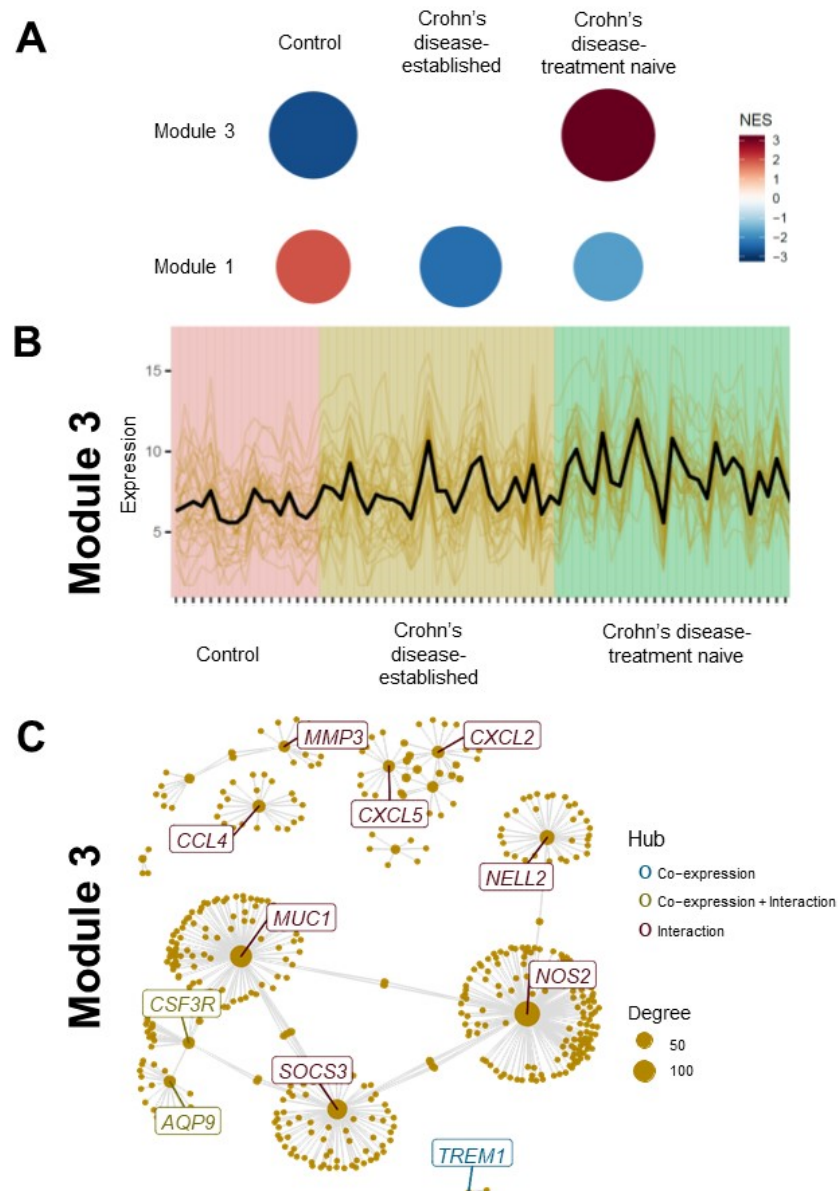 A
Control
Crohn's
disease-
established
Crohn's
disease-
treatment naive
Module 3
Module 1
NES
3
2
1
0
−1
−2
−3
B
Module 3
Expression
15
10
5
Control
Crohn's
disease-
established
Crohn's disease-
treatment naive
C
Module 3
MMP3
CXCL2
CCL4
CXCL5
NELL2
MUC1
NOS2
CSF3R
SOCS3
AQP9
TREM1
Hub
Co−expression
Co−expression + Interaction
Interaction
Degree
50
100